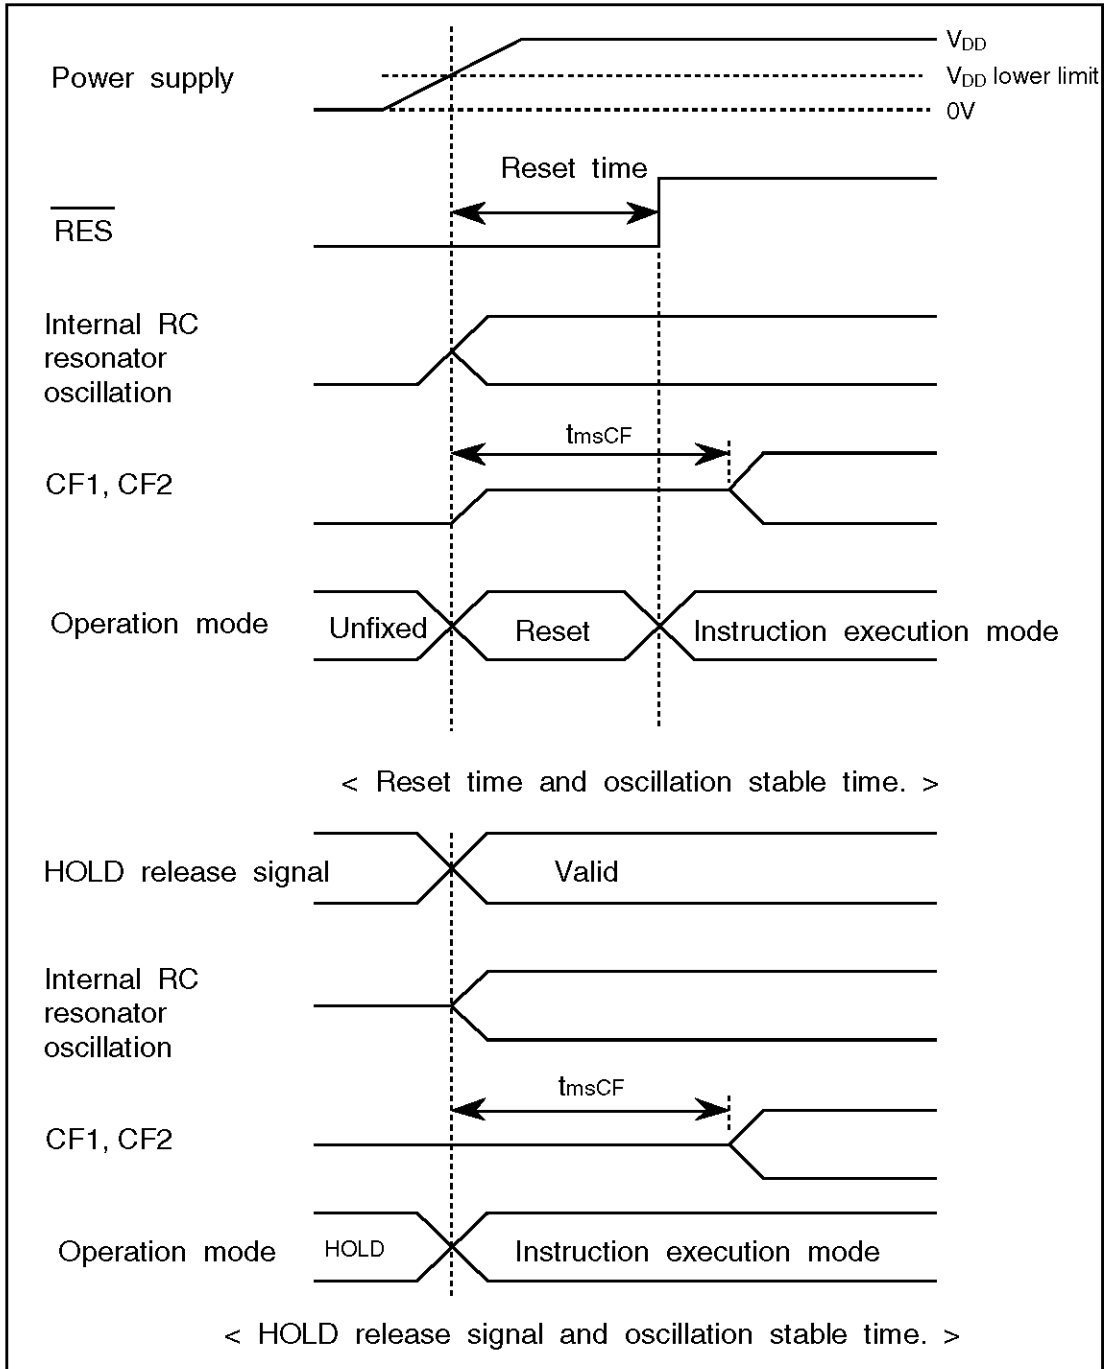 VDD
Power supply
VDD lower limit
0V
Reset time
RES
Internal RC
resonator
oscillation
tmsCF
CF1, CF2
Operation mode
Unfixed
Reset
Instruction execution mode
< Reset time and oscillation stable time. >
HOLD release signal
Valid
Internal RC
resonator
oscillation
tmsCF
CF1, CF2
Operation mode
HOLD
Instruction execution mode
< HOLD release signal and oscillation stable time. >